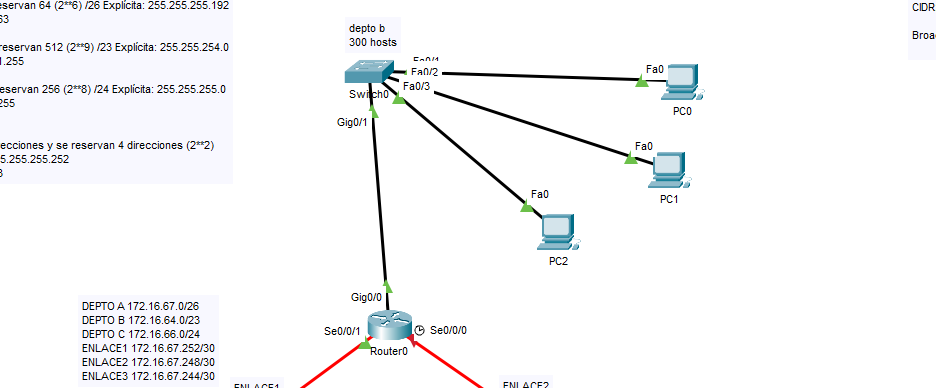 eservan 64 (2**6) /26 Explícita: 255.255.255.192
63
reservan 512 (2**9) /23 Explícita: 255.255.254.0
1.255
eservan 256 (2**8) /24 Explícita: 255.255.255.0
255
ecciones y se reservan 4 direcciones (2**2)
5.255.255.252
3
CIDR
Broa
depto b
300 hosts
Fa0/1
Fa0/2
Fa0/3
Switch0
Gig0/1
Fa0
PC0
Fa0
PC1
Fa0
PC2
Gig0/0
Se0/0/1
Se0/0/0
Router0
DEPTO A 172.16.67.0/26
DEPTO B 172.16.64.0/23
DEPTO C 172.16.66.0/24
ENLACE1 172.16.67.252/30
ENLACE2 172.16.67.248/30
ENLACE3 172.16.67.244/30
ENLACE1
ENLACE2